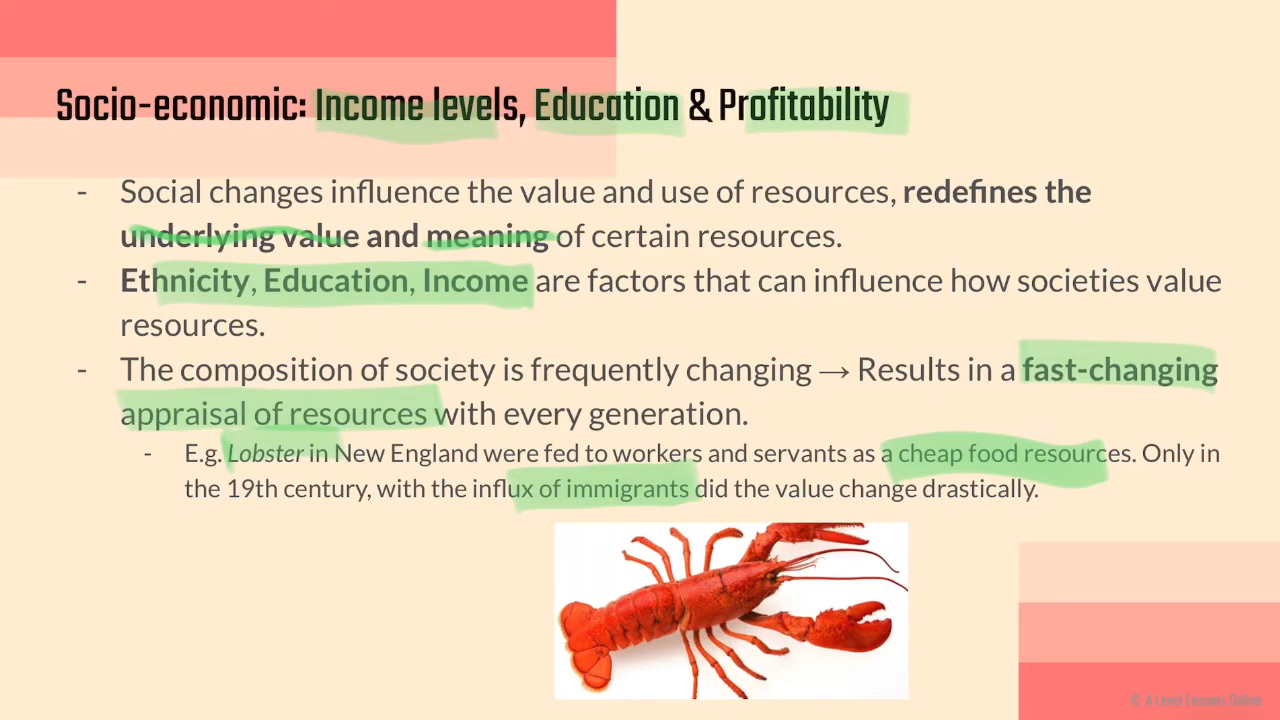 Socio-economic: Income levels, Education & Profitability
- Social changes influence the value and use of resources, redefines the
underlying value and meaning of certain resources.
- Ethnicity, Education, Income are factors that can influence how societies value
resources.
- The composition of society is frequently changing → Results in a fast-changing
appraisal of resources with every generation.
- E.g. Lobster in New England were fed to workers and servants as a cheap food resources. Only in
the 19th century, with the influx of immigrants did the value change drastically.
© A Level Lessons Online